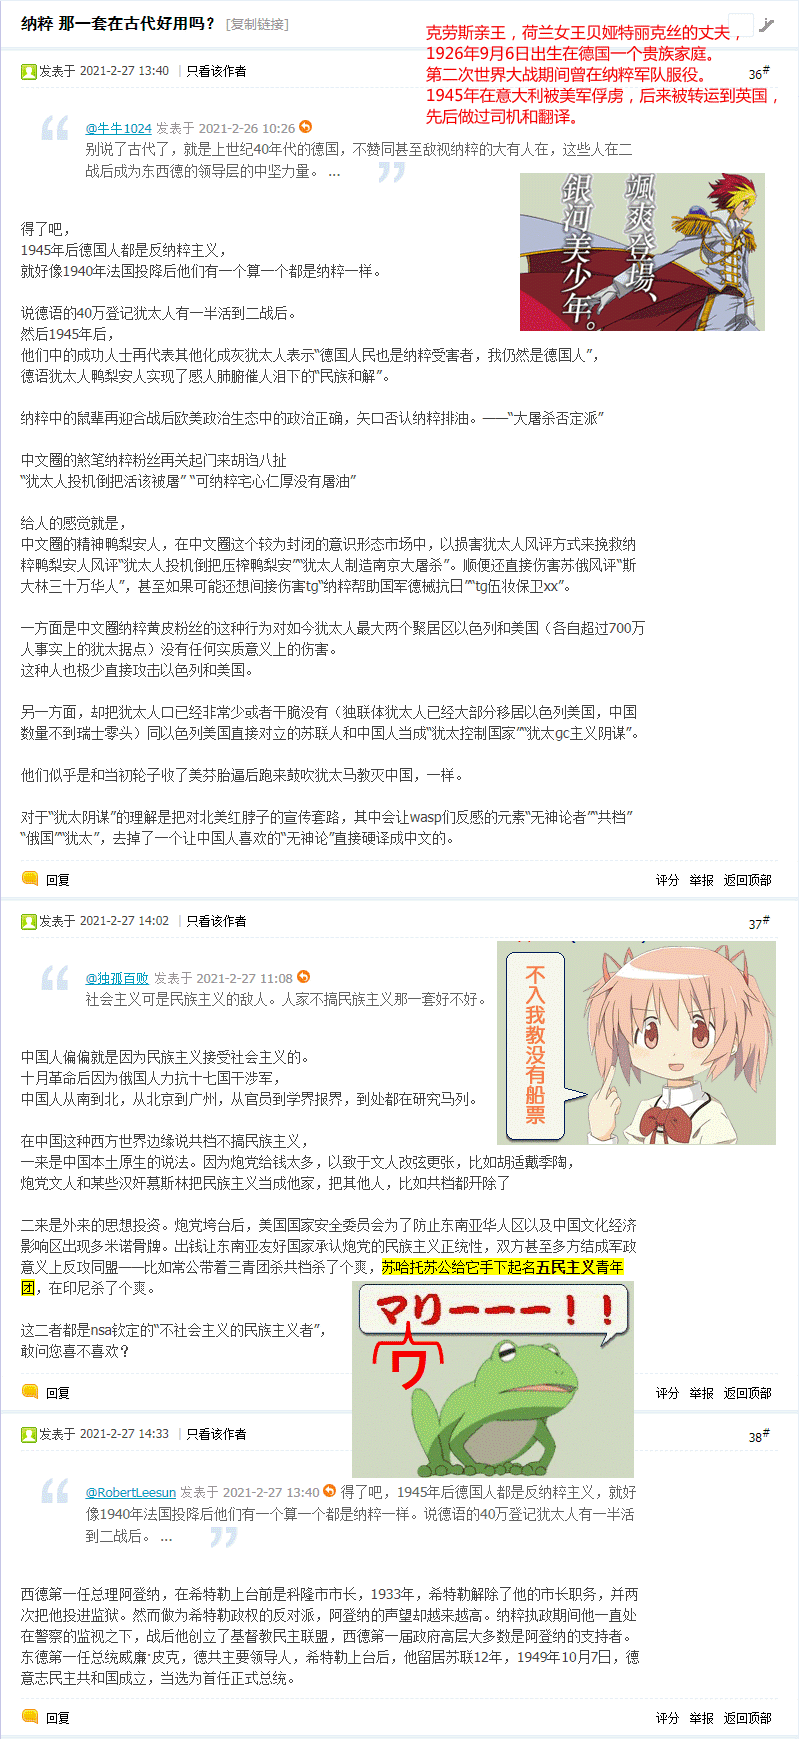 纳粹 那一套在古代好用吗？ [复制链接]
克劳斯亲王，荷兰女王贝娅特丽克丝的丈夫，
1926年9月6日出生在德国一个贵族家庭。
第二次世界大战期间曾在纳粹军队服役。
1945年在意大利被美军俘虏，后来被转运到英国，
先后做过司机和翻译。
发表于 2021-2-27 13:40 | 只看该作者
36#
@牛牛1024 发表于 2021-2-26 10:26
别说了古代了，就是上世纪40年代的德国，不赞同甚至敌视纳粹的大有人在，这些人在二
战后成为东西德的领导层的中坚力量。 ...
颯爽登場、
銀河美少年。
得了吧，
1945年后德国人都是反纳粹主义，
就好像1940年法国投降后他们有一个算一个都是纳粹一样。
说德语的40万登记犹太人有一半活到二战后。
然后1945年后，
他们中的成功人士再代表其他化成灰犹太人表示“德国人民也是纳粹受害者，我仍然是德国人”，
德语犹太人鸭梨安人实现了感人肺腑催人泪下的“民族和解”。
纳粹中的鼠辈再迎合战后欧美政治生态中的政治正确，矢口否认纳粹排油。——“大屠杀否定派”
中文圈的煞笔纳粹粉丝再关起门来胡诌八扯
“犹太人投机倒把活该被屠” “可纳粹宅心仁厚没有屠油”
给人的感觉就是，
中文圈的精神鸭梨安人，在中文圈这个较为封闭的意识形态市场中，以损害犹太人风评方式来挽救纳
粹鸭梨安人风评“犹太人投机倒把压榨鸭梨安”“犹太人制造南京大屠杀”。顺便还直接伤害苏俄风评“斯
大林三十万华人”，甚至如果可能还想间接伤害tg“纳粹帮助国军德械抗日”“tg伍妆保卫xx”。
一方面是中文圈纳粹黄皮粉丝的这种行为对如今犹太人最大两个聚居区以色列和美国（各自超过700万
人事实上的犹太据点）没有任何实质意义上的伤害。
这种人也极少直接攻击以色列和美国。
另一方面，却把犹太人口已经非常少或者干脆没有（独联体犹太人已经大部分移居以色列美国，中国
数量不到瑞士零头）同以色列美国直接对立的苏联人和中国人当成“犹太控制国家”“犹太gc主义阴谋”。
他们似乎是和当初轮子收了美芬胎逼后跑来鼓吹犹太马教灭中国，一样。
对于“犹太阴谋”的理解是把对北美红脖子的宣传套路，其中会让wasp们反感的元素“无神论者”“共档”
“俄国”“犹太”，去掉了一个让中国人喜欢的“无神论”直接硬译成中文的。
回复
评分 举报 返回顶部
发表于 2021-2-27 14:02 | 只看该作者
37#
@独孤百败 发表于 2021-2-27 11:08
社会主义可是民族主义的敌人。人家不搞民族主义那一套好不好。
不入我教没有船票
中国人偏偏就是因为民族主义接受社会主义的。
十月革命后因为俄国人力抗十七国干涉军，
中国人从南到北，从北京到广州，从官员到学界报界，到处都在研究马列。
在中国这种西方世界边缘说共档不搞民族主义，
一来是中国本土原生的说法。因为炮党给钱太多，以致于文人改弦更张，比如胡适戴季陶，
炮党文人和某些汉奸慕斯林把民族主义当成他家，把其他人，比如共档都开除了
二来是外来的思想投资。炮党垮台后，美国国家安全委员会为了防止东南亚华人区以及中国文化经济
影响区出现多米诺骨牌。出钱让东南亚友好国家承认炮党的民族主义正统性，双方甚至多方结成军政
意义上反攻同盟——比如常公带着三青团杀共档杀了个爽，苏哈托苏公给它手下起名五民主义青年
团，在印尼杀了个爽。
这二者都是nsa钦定的“不社会主义的民族主义者”，
敢问您喜不喜欢？
マリーーー！！
ワ
回复
评分 举报 返回顶部
发表于 2021-2-27 14:33 | 只看该作者
38#
@RobertLeesun 发表于 2021-2-27 13:40 得了吧，1945年后德国人都是反纳粹主义，就好
像1940年法国投降后他们有一个算一个都是纳粹一样。说德语的40万登记犹太人有一半活
到二战后。 ...
西德第一任总理阿登纳，在希特勒上台前是科隆市市长，1933年，希特勒解除了他的市长职务，并两
次把他投进监狱。然而做为希特勒政权的反对派，阿登纳的声望却越来越高。纳粹执政期间他一直处
在警察的监视之下，战后他创立了基督教民主联盟，西德第一届政府高层大多数是阿登纳的支持者。
东德第一任总统威廉·皮克，德共主要领导人，希特勒上台后，他留居苏联12年，1949年10月7日，德
意志民主共和国成立，当选为首任正式总统。
回复
评分 举报 返回顶部